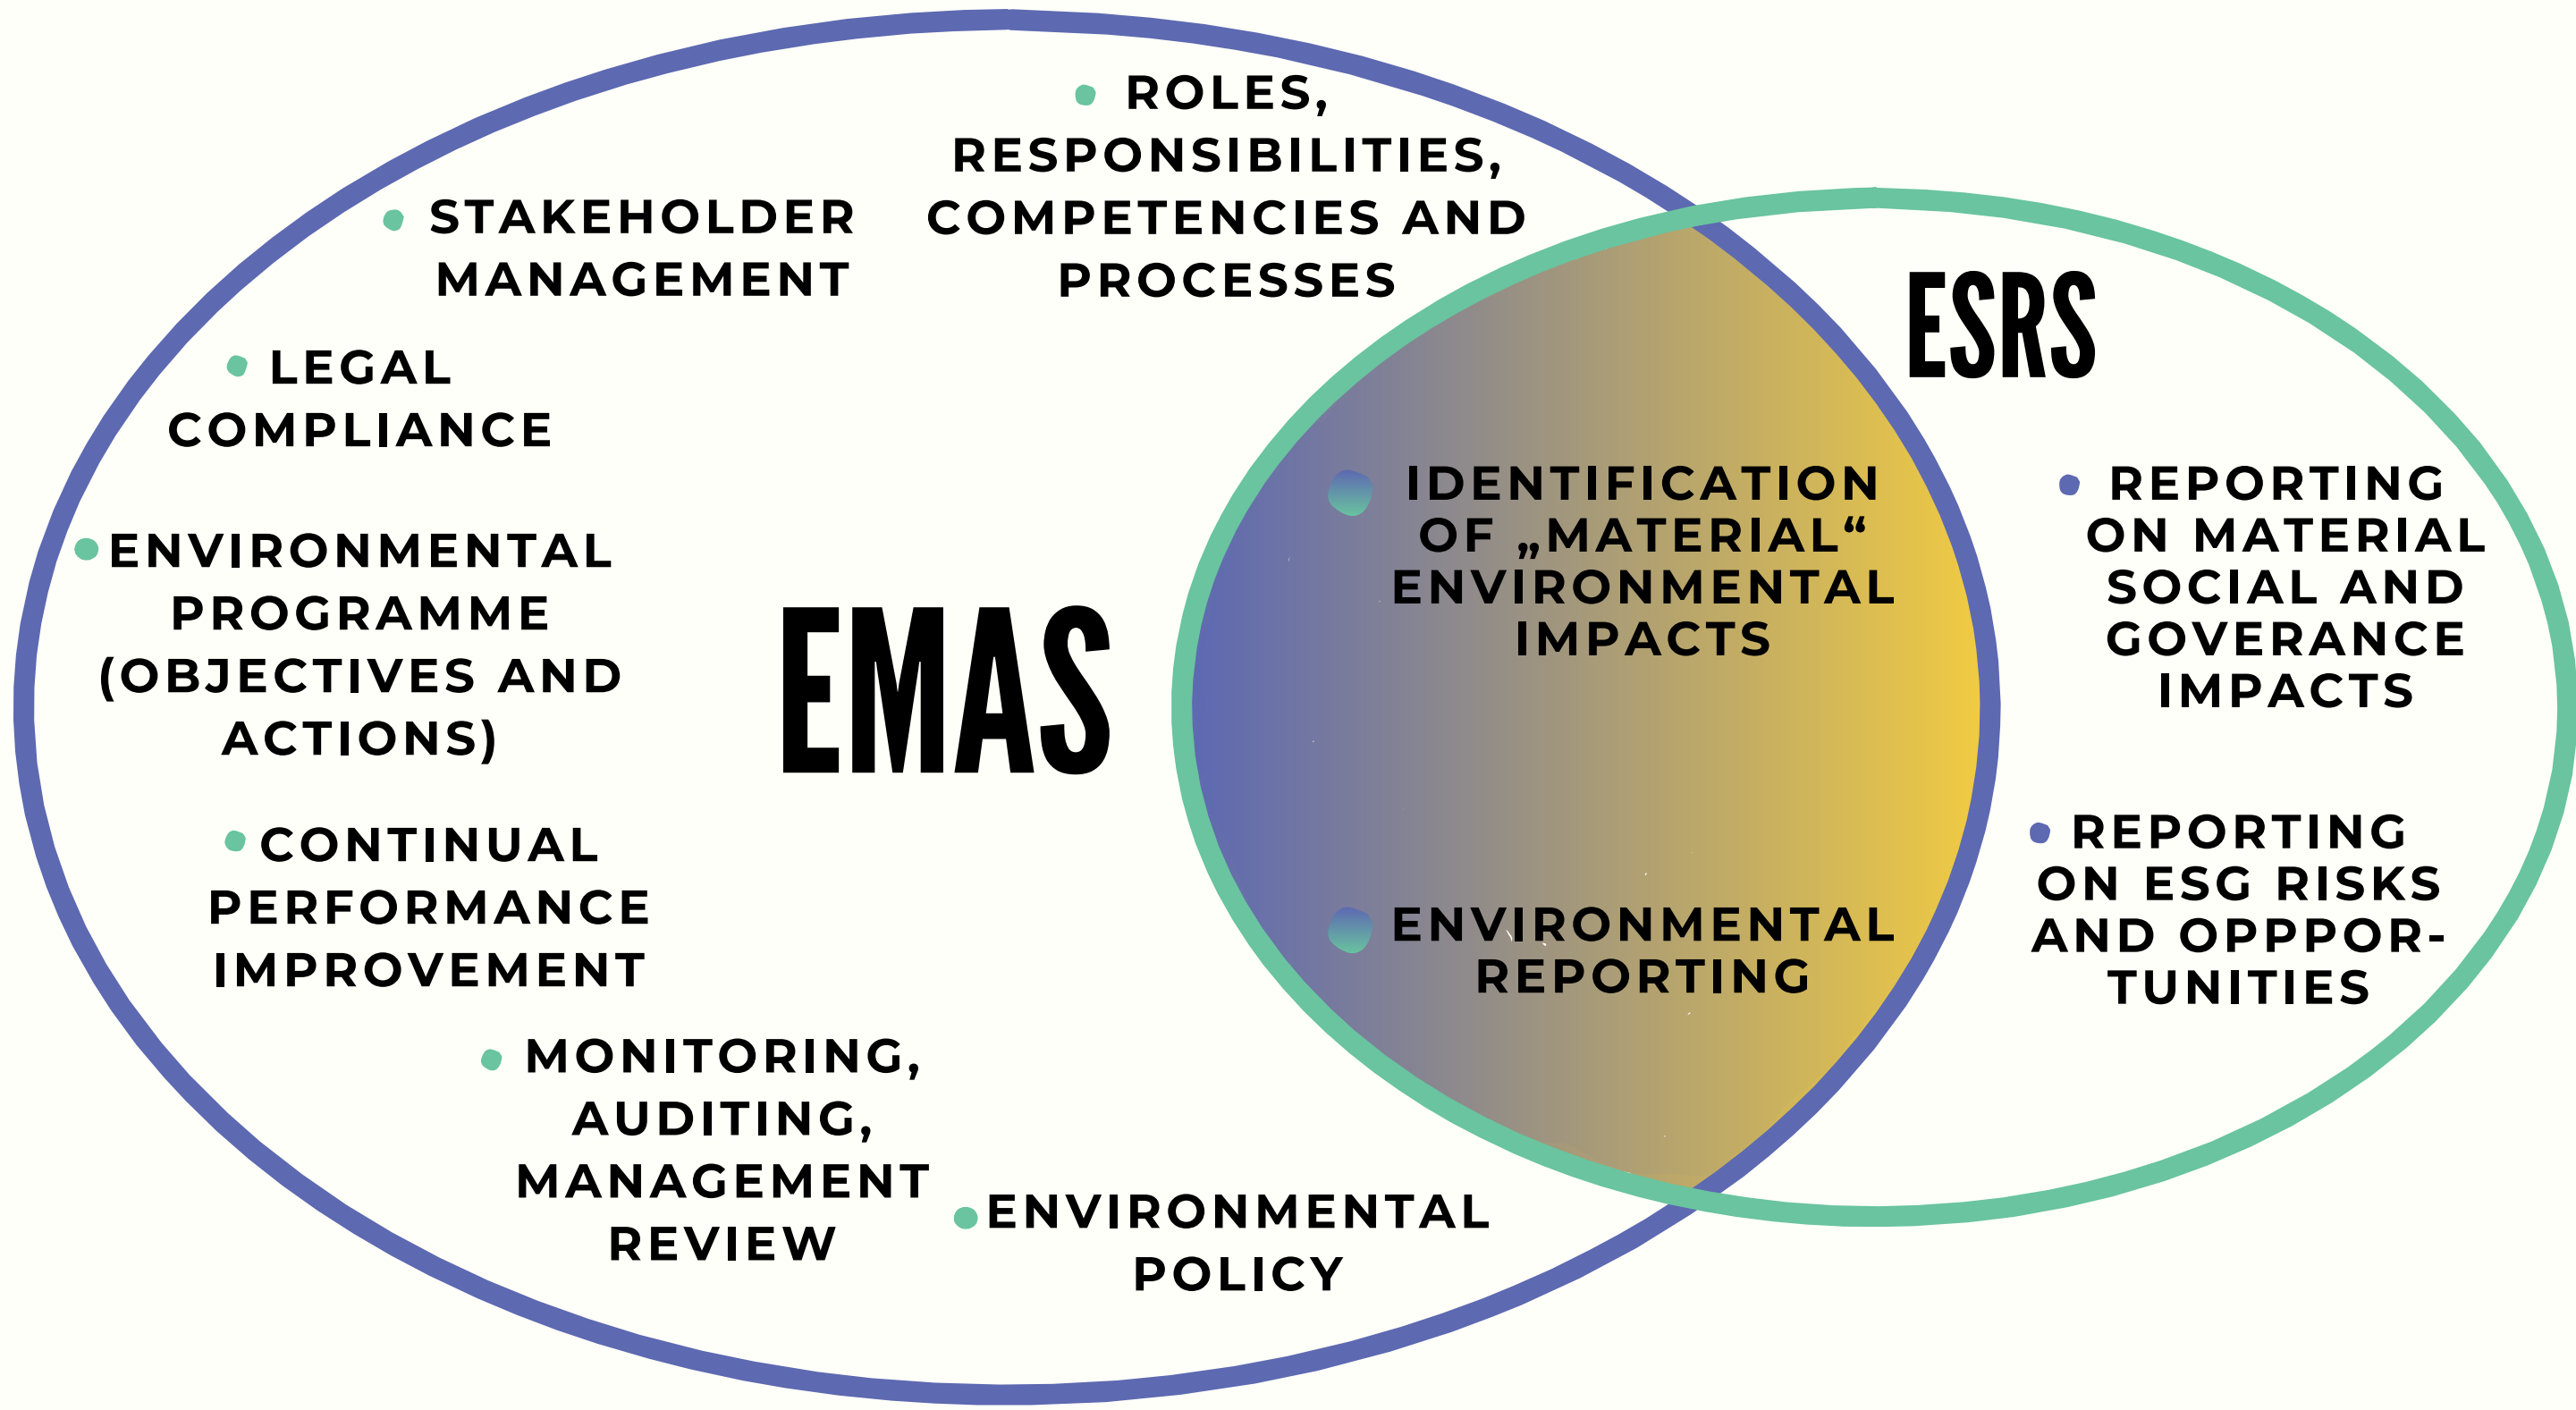 ROLES,
RESPONSIBILITIES,
COMPETENCIES AND
PROCESSES
STAKEHOLDER
MANAGEMENT
LEGAL
COMPLIANCE
ENVIRONMENTAL
PROGRAMME
(OBJECTIVES AND
ACTIONS)
CONTINUAL
PERFORMANCE
IMPROVEMENT
MONITORING,
AUDITING,
MANAGEMENT
REVIEW
ENVIRONMENTAL
POLICY
EMAS
IDENTIFICATION
OF „MATERIAL“
ENVIRONMENTAL
IMPACTS
ENVIRONMENTAL
REPORTING
ESRS
REPORTING
ON MATERIAL
SOCIAL AND
GOVERANCE
IMPACTS
REPORTING
ON ESG RISKS
AND OPPPOR-
TUNITIES